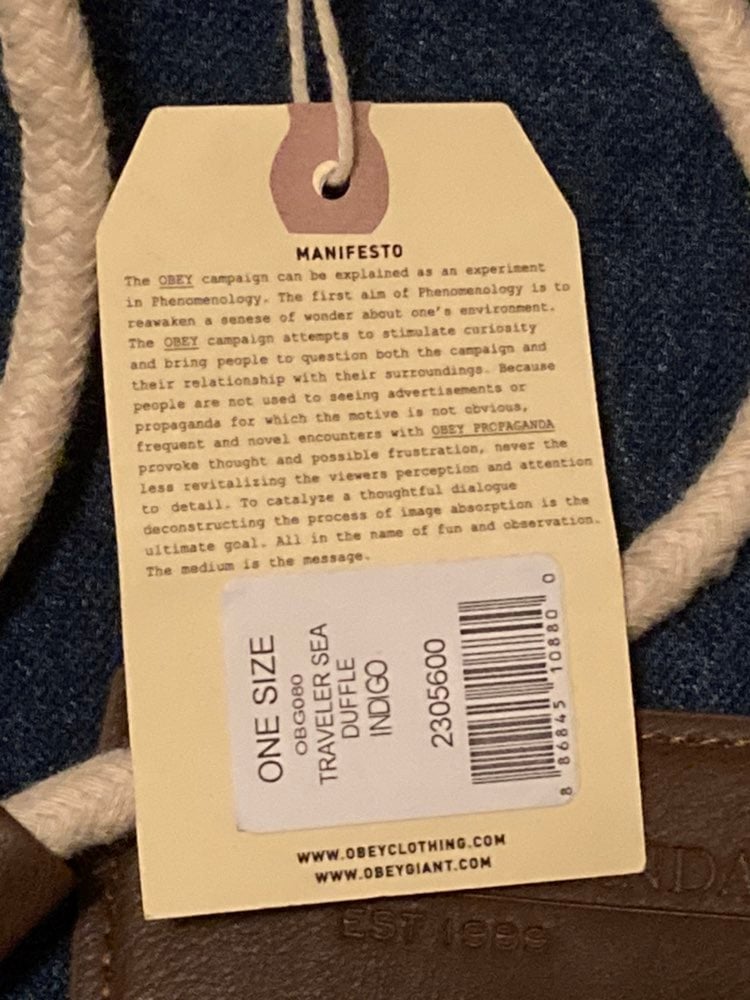 MANIFESTO
The OBEY campaign can be explained as an experiment
in Phenomenology. The first aim of Phenomenology is to
reawaken a senese of wonder about one's environment.
The OBEY campaign attempts to stimulate curiosity
and bring people to question both the campaign and
their relationship with their surroundings. Because
people are not used to seeing advertisements or
propaganda for which the motive is not obvious,
frequent and novel encounters with OBEY PROPAGANDA
provoke thought and possible frustration, never the
less revitalizing the viewers perception and attention
to detail. To catalyze a thoughtful dialogue
deconstructing the process of image absorption is the
ultimate goal. All in the name of fun and observation.
The medium is the message.
ONE SIZE
OBG080
TRAVELER SEA
DUFFLE
INDIGO
2305600
8 86845 10880 0
WWW.OBEYCLOTHING.COM
WWW.OBEYGIANT.COM
NDA
EST 1989